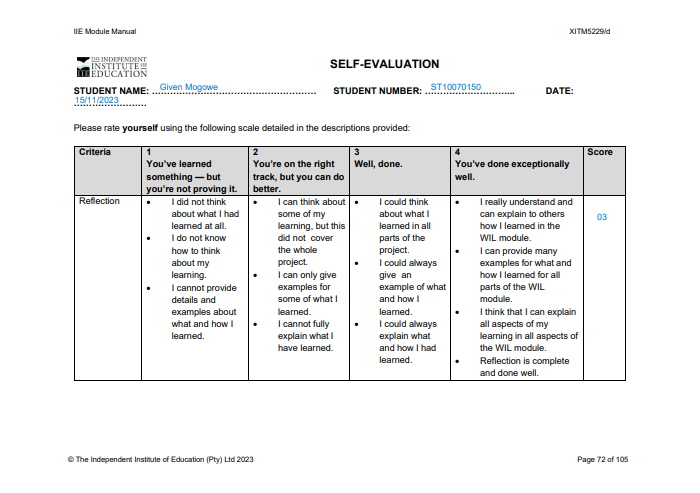 IIE Module Manual XITM5229/d
THE INDEPENDENT
INSTITUTE OF
EDUCATION
SELF-EVALUATION
STUDENT NAME: Given Mogowe STUDENT NUMBER: ST10070150 DATE:
15/11/2023
Please rate yourself using the following scale detailed in the descriptions provided:
Criteria
1
You've learned
something — but
you're not proving it.
2
You're on the right
track, but you can do
better.
3
Well, done.
4
You've done exceptionally
well.
Score
Reflection
• I did not think
about what I had
learned at all.
• I do not know
how to think
about my
learning.
• I cannot provide
details and
examples about
what and how I
learned.
• I can think about
some of my
learning, but this
did not cover
the whole
project.
• I can only give
examples for
some of what I
learned.
• I cannot fully
explain what I
have learned.
• I could think
about what I
learned in all
parts of the
project.
• I could always
give an
example of what
and how I
learned.
• I could always
explain what
and how I had
learned.
• I really understand and
can explain to others
how I learned in the
WIL module.
• I can provide many
examples for what and
how I learned for all
parts of the WIL
module.
• I think that I can explain
all aspects of my
learning in all aspects of
the WIL module.
• Reflection is complete
and done well.
03
© The Independent Institute of Education (Pty) Ltd 2023 Page 72 of 105